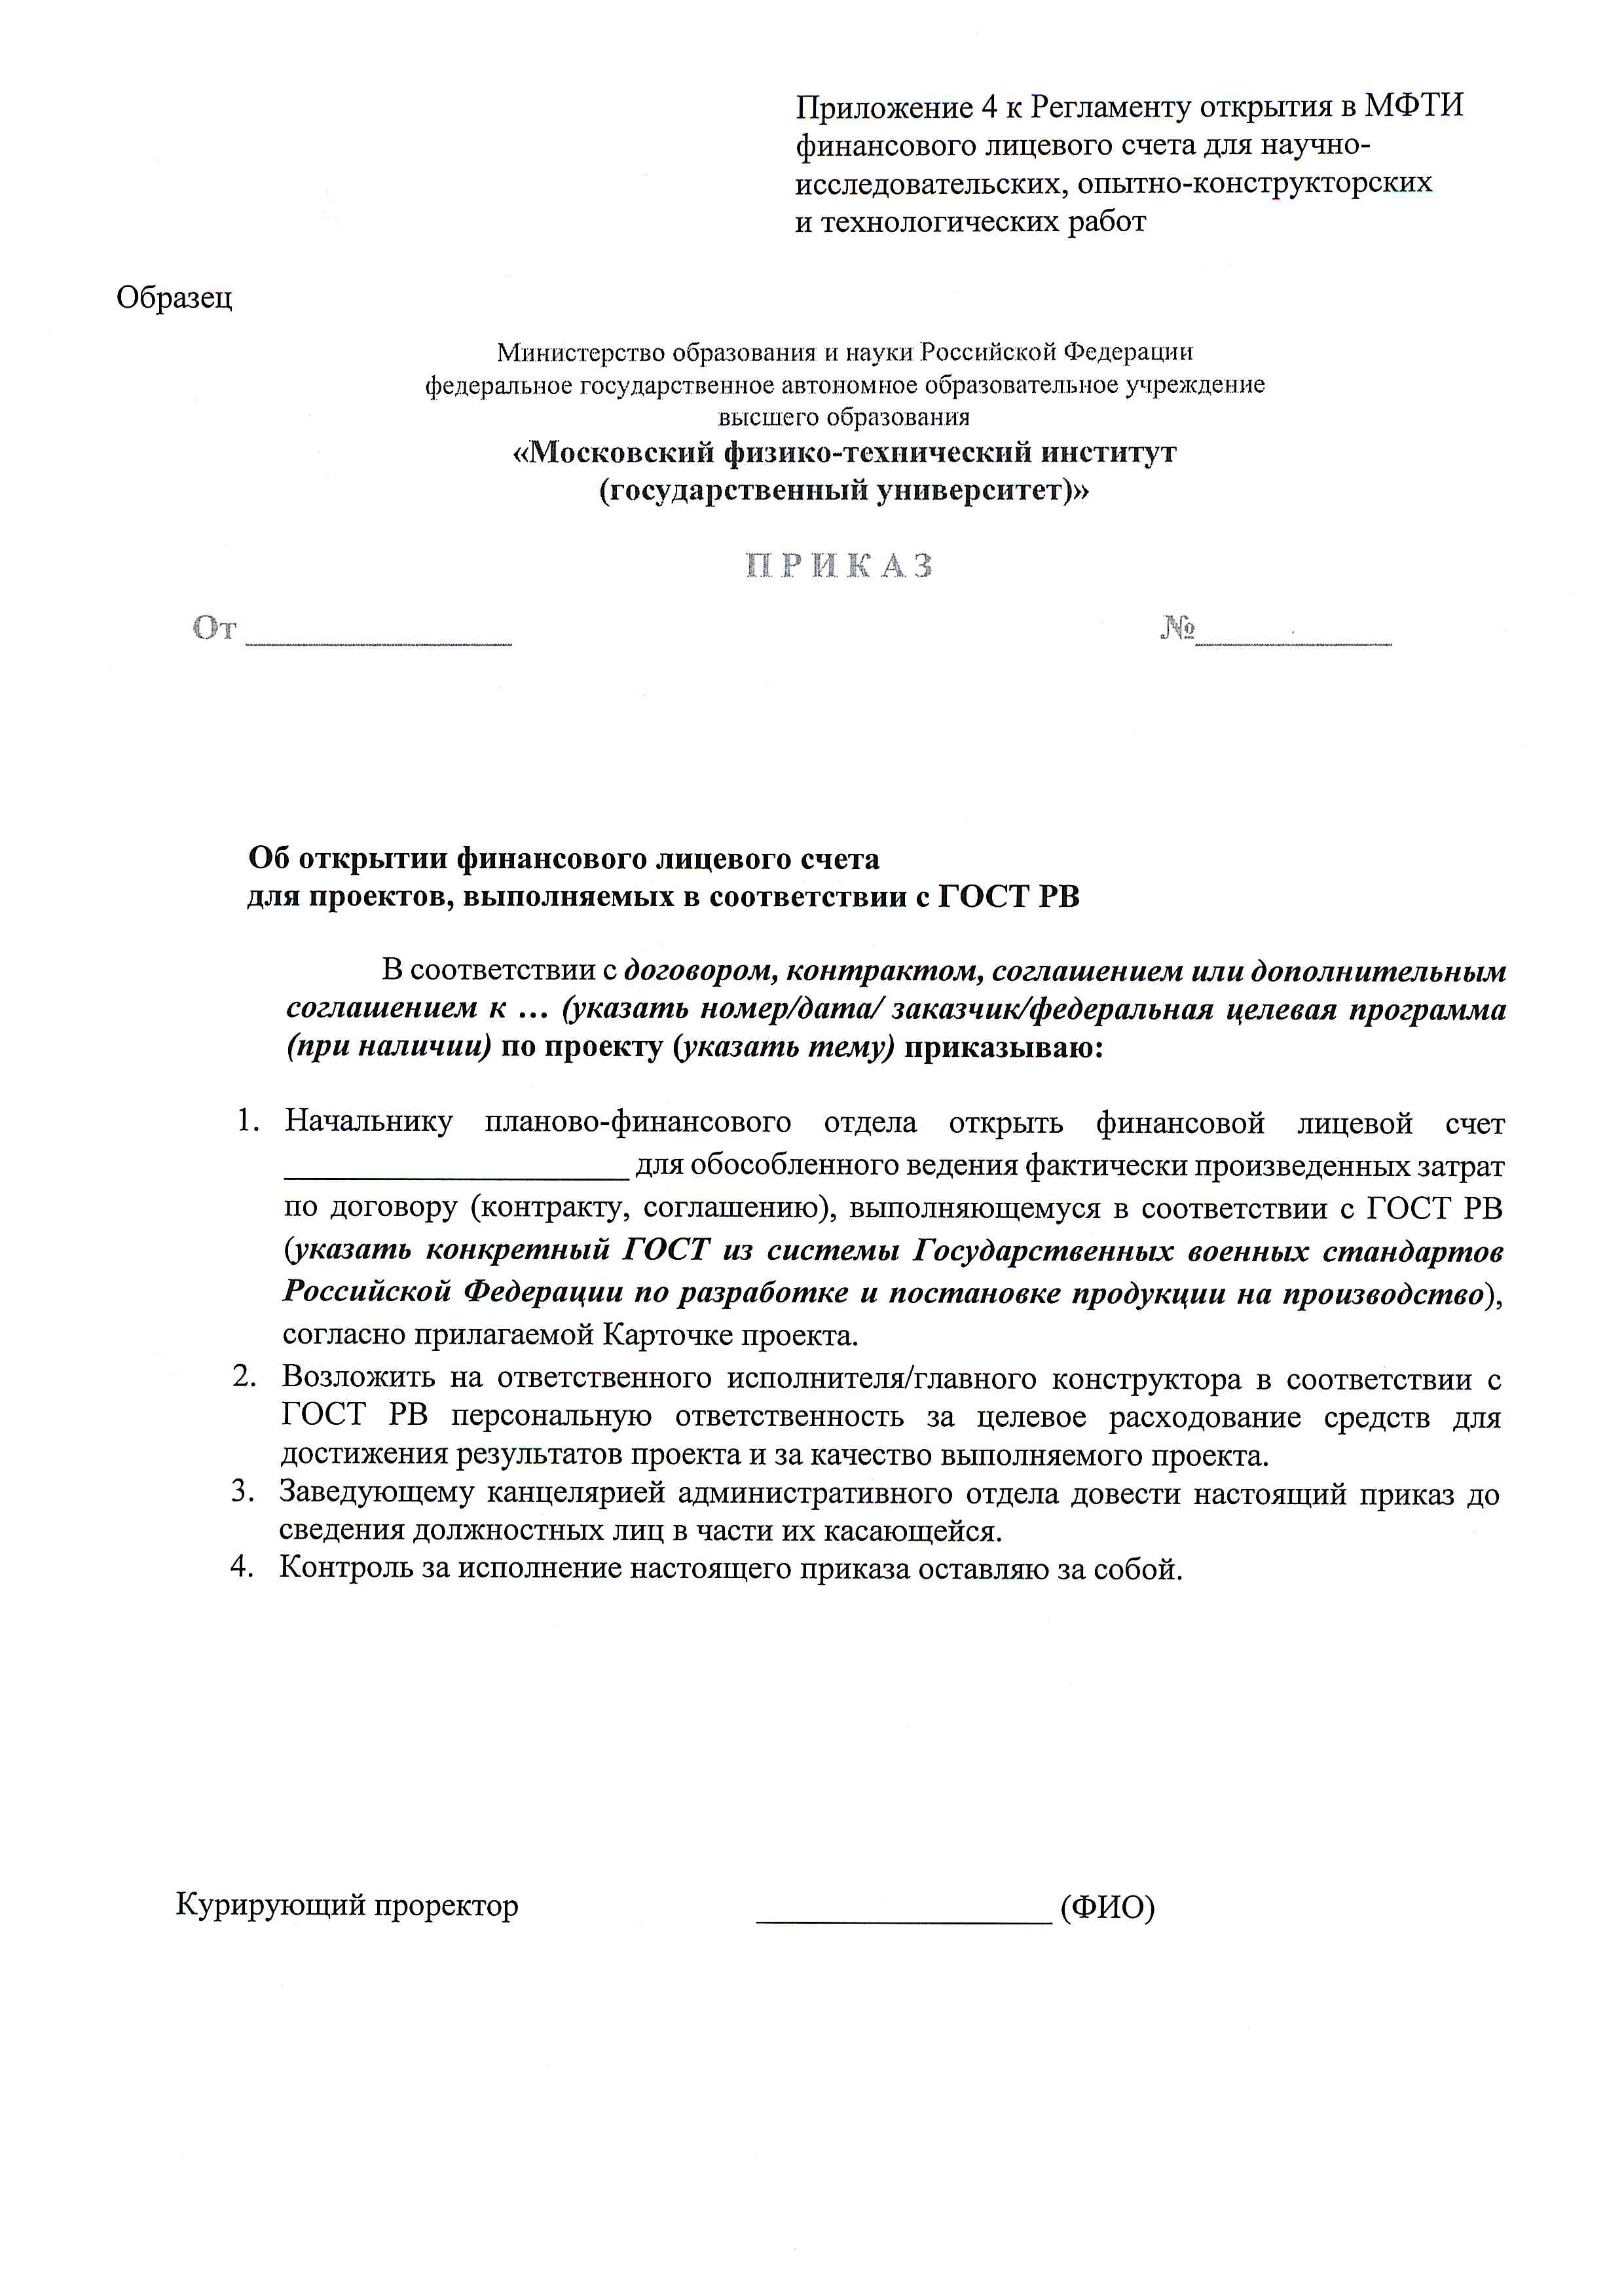 Приложение 4 к Регламенту открытия в МФТИ
финансового лицевого счета для научно-
исследовательских, опытно-конструкторских
и технологических работ
Образец
Министерство образования и науки Российской Федерации
федеральное государственное автономное образовательное учреждение
высшего образования
«Московский физико-технический институт
(государственный университет)»
П Р И К А З
От ________________ №____________
Об открытии финансового лицевого счета
для проектов, выполняемых в соответствии с ГОСТ РВ
В соответствии с договором, контрактом, соглашением или дополнительным
соглашением к … (указать номер/дата/ заказчик/федеральная целевая программа
(при наличии) по проекту (указать тему) приказываю:
1. Начальнику планово-финансового отдела открыть финансовой лицевой счет
_____________________ для обособленного ведения фактически произведенных затрат
по договору (контракту, соглашению), выполняющемуся в соответствии с ГОСТ РВ
(указать конкретный ГОСТ из системы Государственных военных стандартов
Российской Федерации по разработке и постановке продукции на производство),
согласно прилагаемой Карточке проекта.
2. Возложить на ответственного исполнителя/главного конструктора в соответствии с
ГОСТ РВ персональную ответственность за целевое расходование средств для
достижения результатов проекта и за качество выполняемого проекта.
3. Заведующему канцелярией административного отдела довести настоящий приказ до
сведения должностных лиц в части их касающейся.
4. Контроль за исполнение настоящего приказа оставляю за собой.
Курирующий проректор __________________ (ФИО)